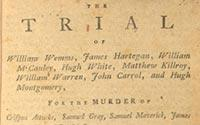 THE
TRIAL
OF
William Wemms, James Hartegan, William
M'Cauley, Hugh White, Matthew Killroy,
William Warren, John Carrol, and Hugh
Montgomery,
FOR THE MURDER OF
Crispus Attucks, Samuel Gray, Samuel Maverick, James